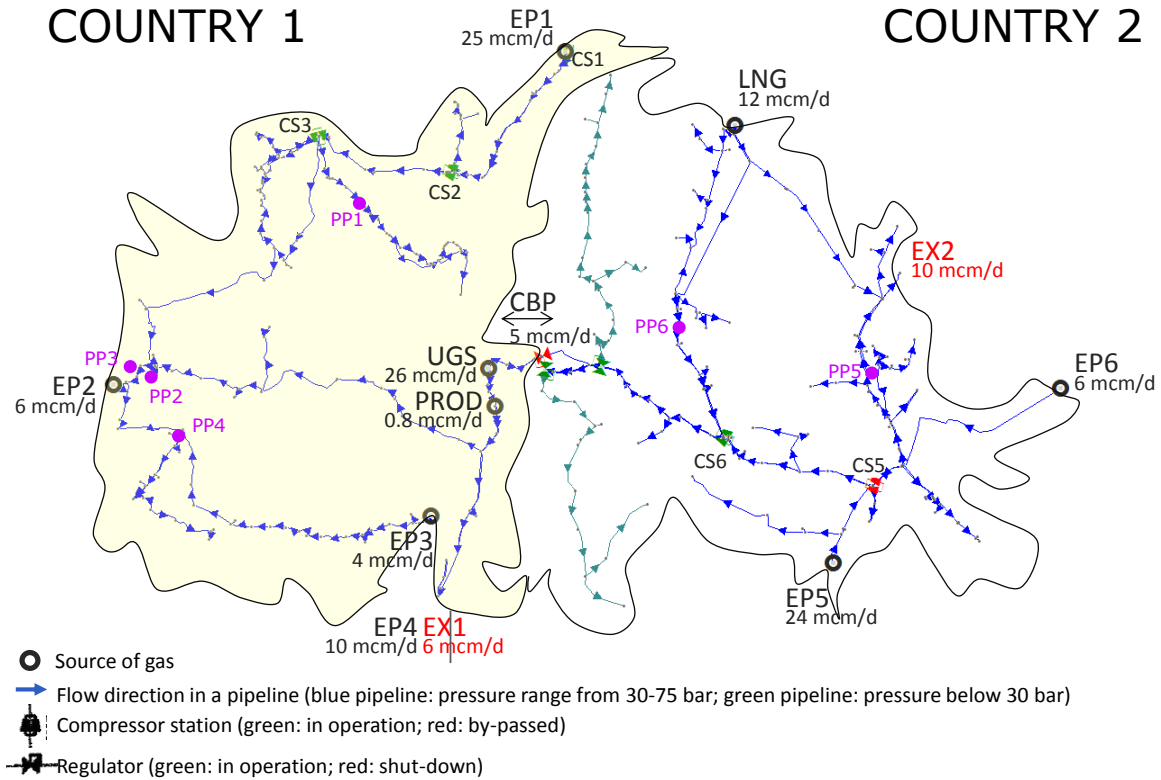 COUNTRY 1
COUNTRY 2
EP1
25 mcm/d
CS1
LNG
12 mcm/d
CS3
CS2
PP1
EX2
10 mcm/d
CBP
5 mcm/d
PP6
PP3
EP2
6 mcm/d
PP2
UGS
26 mcm/d
PROD
0.8 mcm/d
PP5
EP6
6 mcm/d
PP4
CS6
CS5
EP3
4 mcm/d
EP5
24 mcm/d
EP4 EX1
10 mcm/d 6 mcm/d
Source of gas
Flow direction in a pipeline (blue pipeline: pressure range from 30-75 bar; green pipeline: pressure below 30 bar)
Compressor station (green: in operation; red: by-passed)
Regulator (green: in operation; red: shut-down)